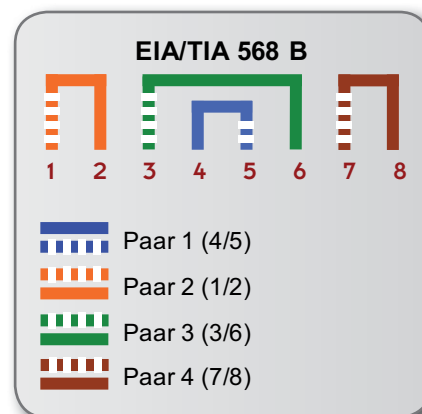 EIA/TIA 568 B
1 2 3 4 5 6 7 8
Paar 1 (4/5)
Paar 2 (1/2)
Paar 3 (3/6)
Paar 4 (7/8)